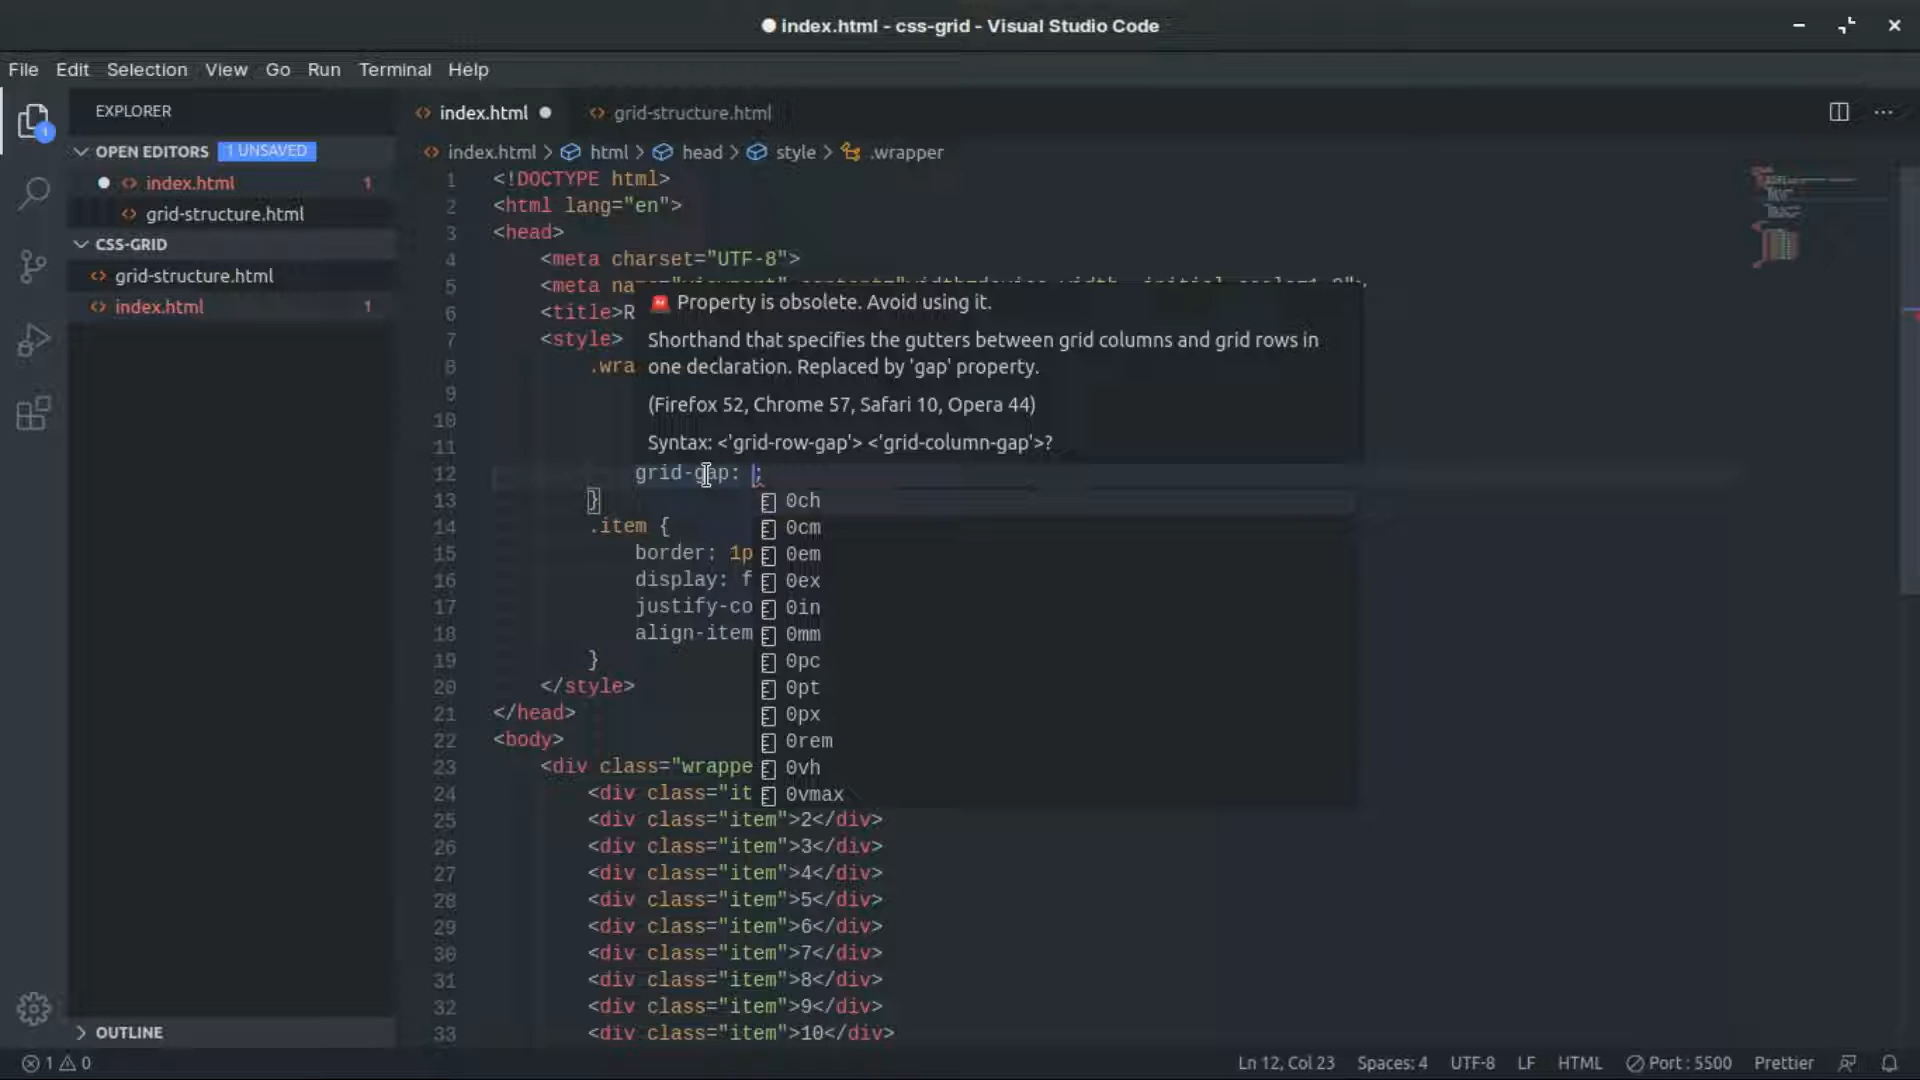 index.html - css-grid - Visual Studio Code
File Edit Selection View Go Run Terminal Help
EXPLORER
OPEN EDITORS 1 UNSAVED
index.html 1
grid-structure.html
CSS-GRID
grid-structure.html
index.html 1
OUTLINE
1
index.html grid-structure.html
index.html > html > head > style > .wrapper
1 <!DOCTYPE html>
2 <html lang="en">
3 <head>
4 <meta charset="UTF-8">
5 <meta na
6 <title>R
7 <style>
8 .wra
9
10
11
12 grid-gap: ;
13 }
14 .item {
15 border: 1p
16 display: f
17 justify-co
18 align-item
19 }
20 </style>
21 </head>
22 <body>
23 <div class="wrappe
24 <div class="it
25 <div class="item">2</div>
26 <div class="item">3</div>
27 <div class="item">4</div>
28 <div class="item">5</div>
29 <div class="item">6</div>
30 <div class="item">7</div>
31 <div class="item">8</div>
32 <div class="item">9</div>
33 <div class="item">10</div>
🚨 Property is obsolete. Avoid using it.
Shorthand that specifies the gutters between grid columns and grid rows in
one declaration. Replaced by 'gap' property.
(Firefox 52, Chrome 57, Safari 10, Opera 44)
Syntax: <'grid-row-gap'> <'grid-column-gap'>?
0ch
0cm
0em
0ex
0in
0mm
0pc
0pt
0px
0rem
0vh
0vmax
1 0 Ln 12, Col 23 Spaces: 4 UTF-8 LF HTML Port : 5500 Prettier